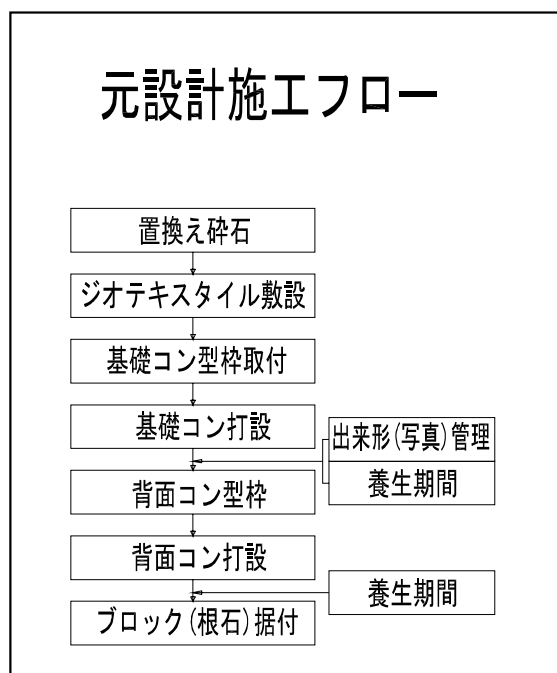 元設計施工フロー
置換え砕石
ジオテキスタイル敷設
基礎コン型枠取付
基礎コン打設
出来形(写真)管理
養生期間
背面コン型枠
背面コン打設
養生期間
ブロック(根石)据付